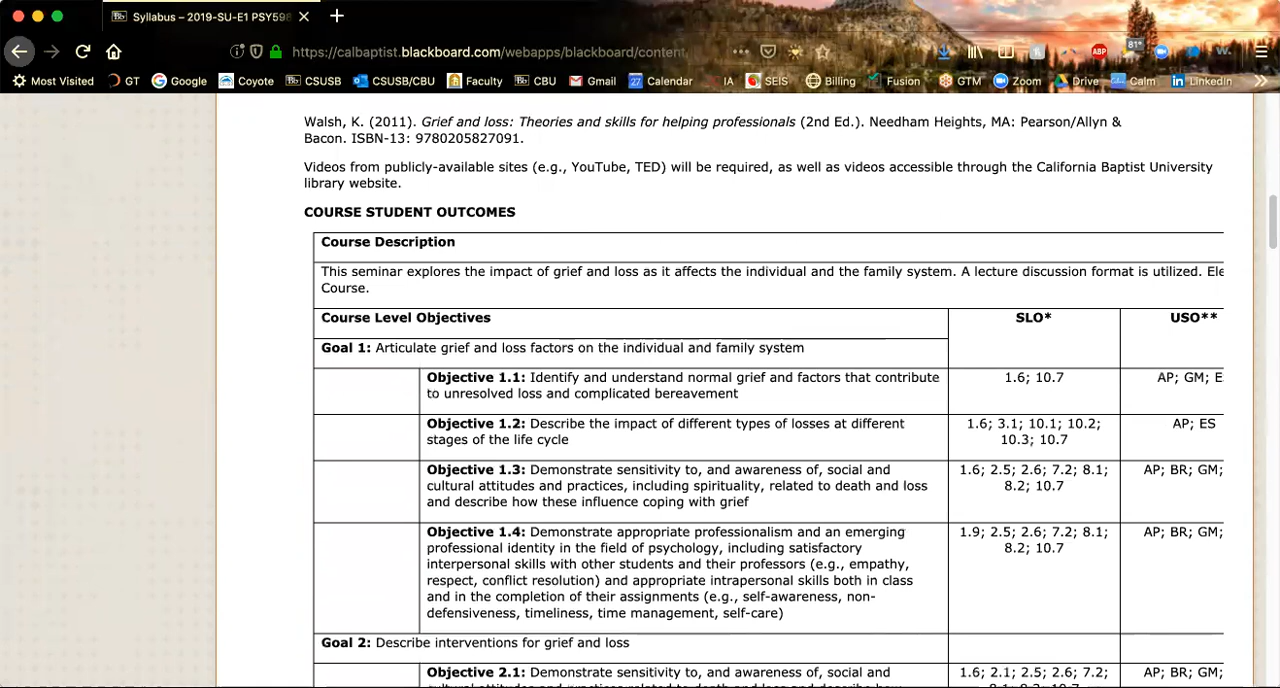 Syllabus – 2019-SU-E1 PSY598
https://calbaptist.blackboard.com/webapps/blackboard/content
ABP
81°
W.
Most Visited GT Google Coyote Bb CSUSB CSUSB/CBU Faculty Bb CBU Gmail 27 Calendar IA SEIS Billing Fusion GTM Zoom Drive Calm LinkedIn
Walsh, K. (2011). Grief and loss: Theories and skills for helping professionals (2nd Ed.). Needham Heights, MA: Pearson/Allyn &
Bacon. ISBN-13: 9780205827091.
Videos from publicly-available sites (e.g., YouTube, TED) will be required, as well as videos accessible through the California Baptist University
library website.
COURSE STUDENT OUTCOMES
Course Description
This seminar explores the impact of grief and loss as it affects the individual and the family system. A lecture discussion format is utilized. Ele
Course.
Course Level Objectives SLO* USO**
Goal 1: Articulate grief and loss factors on the individual and family system
Objective 1.1: Identify and understand normal grief and factors that contribute 1.6; 10.7 AP; GM; E
to unresolved loss and complicated bereavement
Objective 1.2: Describe the impact of different types of losses at different 1.6; 3.1; 10.1; 10.2; AP; ES
stages of the life cycle 10.3; 10.7
Objective 1.3: Demonstrate sensitivity to, and awareness of, social and 1.6; 2.5; 2.6; 7.2; 8.1; AP; BR; GM;
cultural attitudes and practices, including spirituality, related to death and loss 8.2; 10.7
and describe how these influence coping with grief
Objective 1.4: Demonstrate appropriate professionalism and an emerging 1.9; 2.5; 2.6; 7.2; 8.1; AP; BR; GM;
professional identity in the field of psychology, including satisfactory 8.2; 10.7
interpersonal skills with other students and their professors (e.g., empathy,
respect, conflict resolution) and appropriate intrapersonal skills both in class
and in the completion of their assignments (e.g., self-awareness, non-
defensiveness, timeliness, time management, self-care)
Goal 2: Describe interventions for grief and loss
Objective 2.1: Demonstrate sensitivity to, and awareness of, social and 1.6; 2.1; 2.5; 2.6; 7.2; AP; BR; GM;